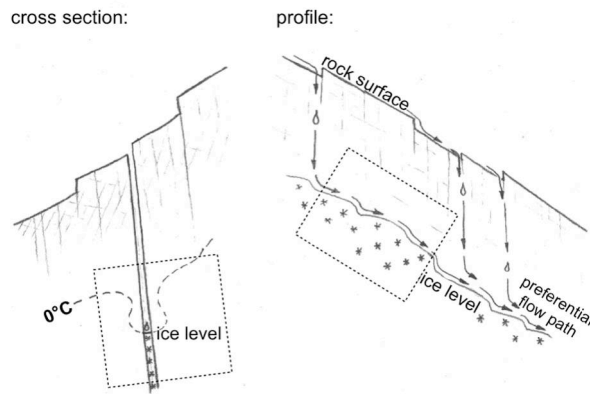 cross section:
profile:
rock surface
0°C
ice level
ice level
preferential
flow path